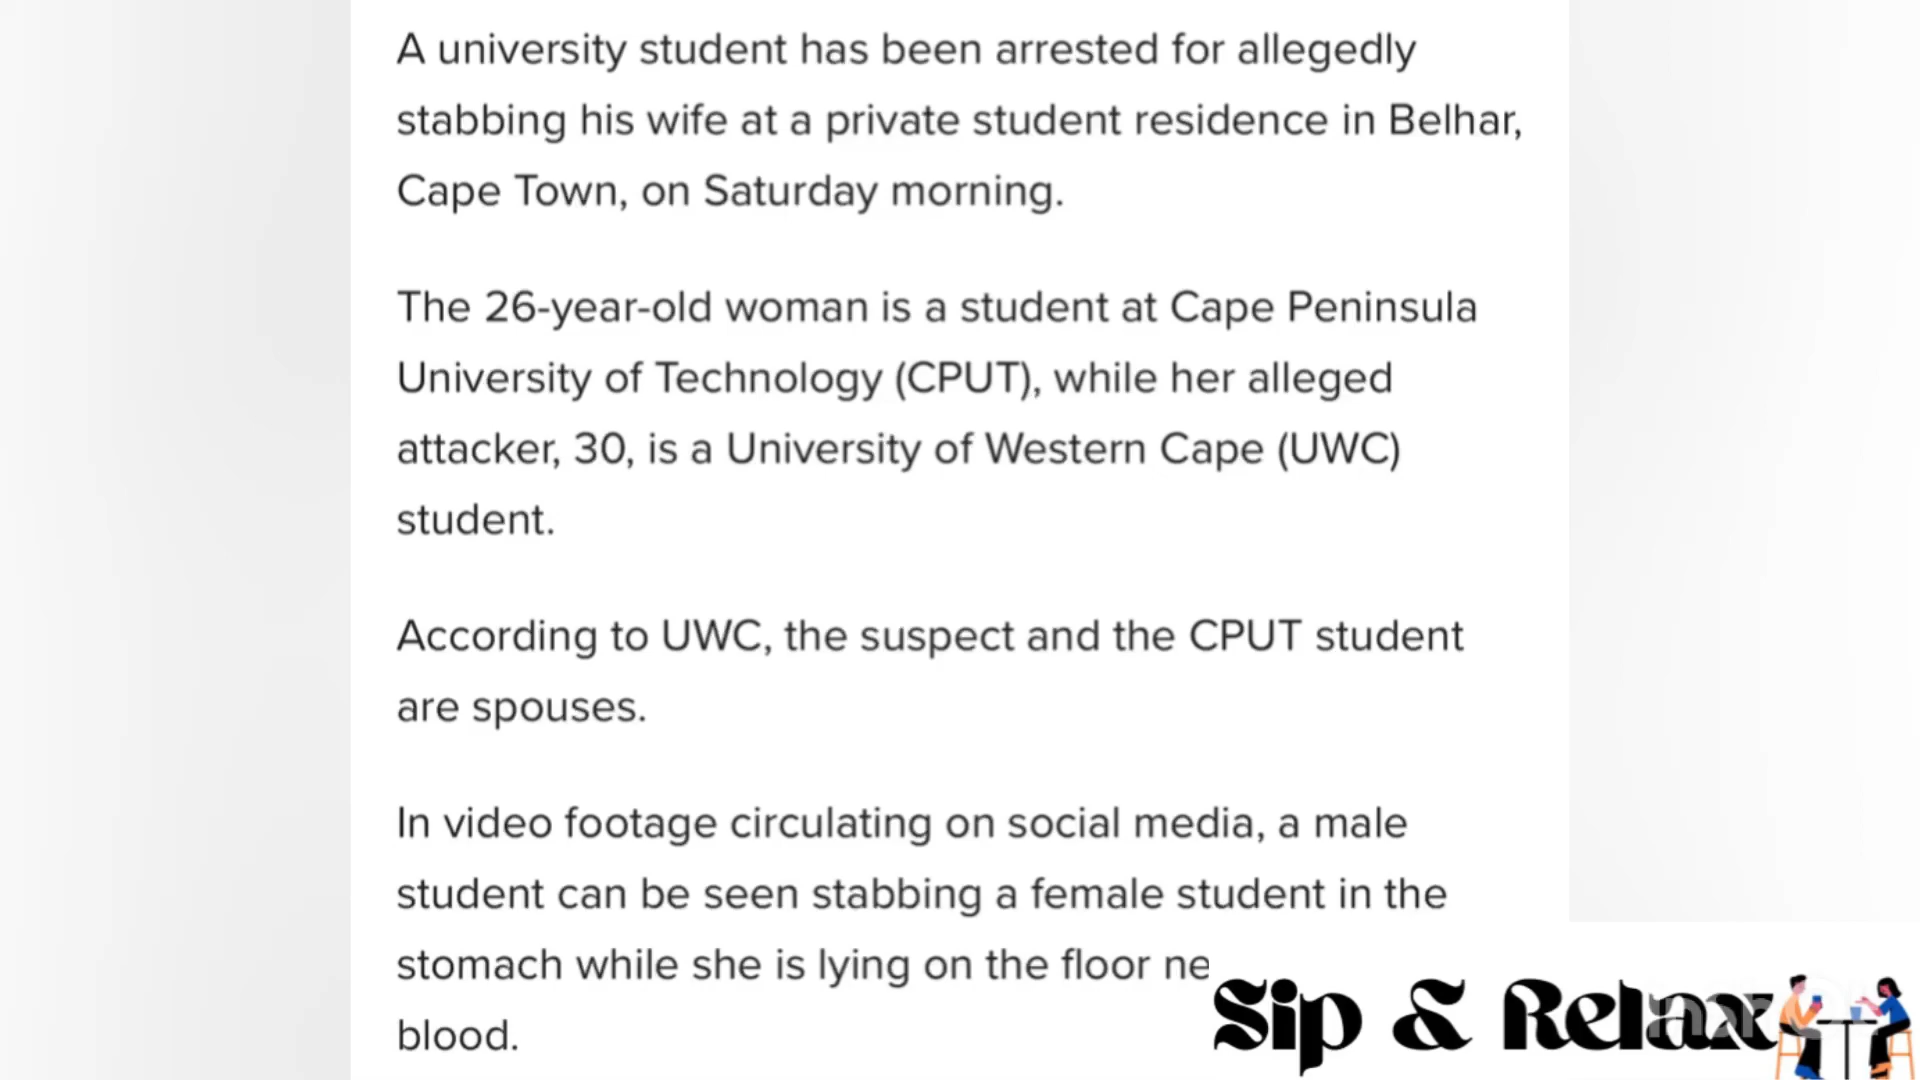 A university student has been arrested for allegedly
stabbing his wife at a private student residence in Belhar,
Cape Town, on Saturday morning.
The 26-year-old woman is a student at Cape Peninsula
University of Technology (CPUT), while her alleged
attacker, 30, is a University of Western Cape (UWC)
student.
According to UWC, the suspect and the CPUT student
are spouses.
In video footage circulating on social media, a male
student can be seen stabbing a female student in the
stomach while she is lying on the floor
blood.
Sip & Relax